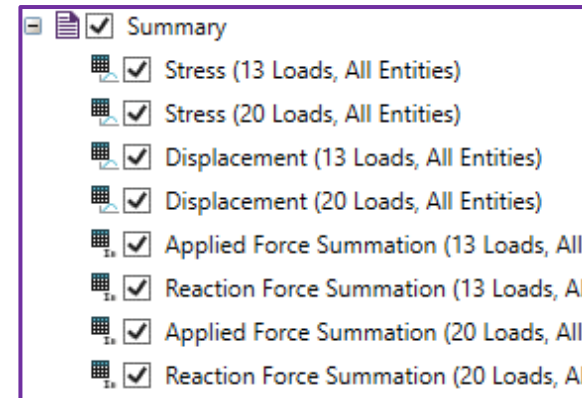 Summary
Stress (13 Loads, All Entities)
Stress (20 Loads, All Entities)
Displacement (13 Loads, All Entities)
Displacement (20 Loads, All Entities)
Applied Force Summation (13 Loads, All
Reaction Force Summation (13 Loads, Al
Applied Force Summation (20 Loads, All
Reaction Force Summation (20 Loads, Al